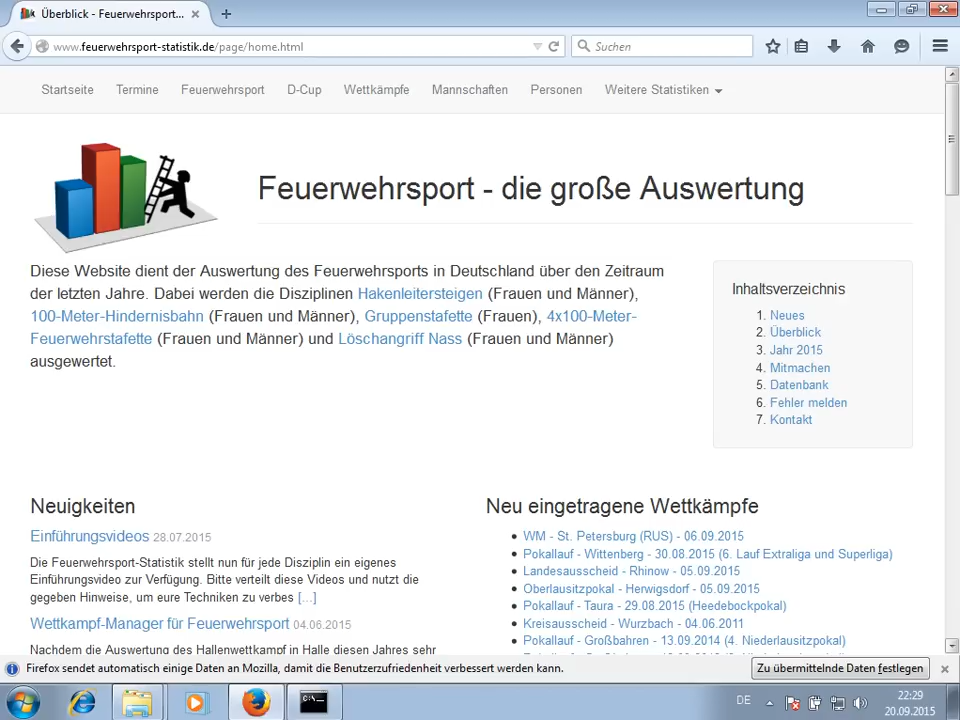 Überblick - Feuerwehrsport...
www.feuerwehrsport-statistik.de/page/home.html
Suchen
Startseite Termine Feuerwehrsport D-Cup Wettkämpfe Mannschaften Personen Weitere Statistiken
Feuerwehrsport - die große Auswertung
Diese Website dient der Auswertung des Feuerwehrsports in Deutschland über den Zeitraum
der letzten Jahre. Dabei werden die Disziplinen Hakenleitersteigen (Frauen und Männer),
100-Meter-Hindernisbahn (Frauen und Männer), Gruppenstafette (Frauen), 4x100-Meter-
Feuerwehrstafette (Frauen und Männer) und Löschangriff Nass (Frauen und Männer)
ausgewertet.
Inhaltsverzeichnis
1. Neues
2. Überblick
3. Jahr 2015
4. Mitmachen
5. Datenbank
6. Fehler melden
7. Kontakt
Neuigkeiten
Einführungsvideos 28.07.2015
Die Feuerwehrsport-Statistik stellt nun für jede Disziplin ein eigenes
Einführungsvideo zur Verfügung. Bitte verteilt diese Videos und nutzt die
gegeben Hinweise, um eure Techniken zu verbes [...]
Wettkampf-Manager für Feuerwehrsport 04.06.2015
Nachdem die Auswertung des Hallenwettkampf in Halle diesen Jahres sehr
Neu eingetragene Wettkämpfe
WM - St. Petersburg (RUS) - 06.09.2015
Pokallauf - Wittenberg - 30.08.2015 (6. Lauf Extraliga und Superliga)
Landesausscheid - Rhinow - 05.09.2015
Oberlausitzpokal - Herwigsdorf - 05.09.2015
Pokallauf - Taura - 29.08.2015 (Heedebockpokal)
Kreisausscheid - Wurzbach - 04.06.2011
Pokallauf - Großbahren - 13.09.2014 (4. Niederlausitzpokal)
Firefox sendet automatisch einige Daten an Mozilla, damit die Benutzerzufriedenheit verbessert werden kann.
Zu übermittelnde Daten festlegen
DE
22:29
20.09.2015